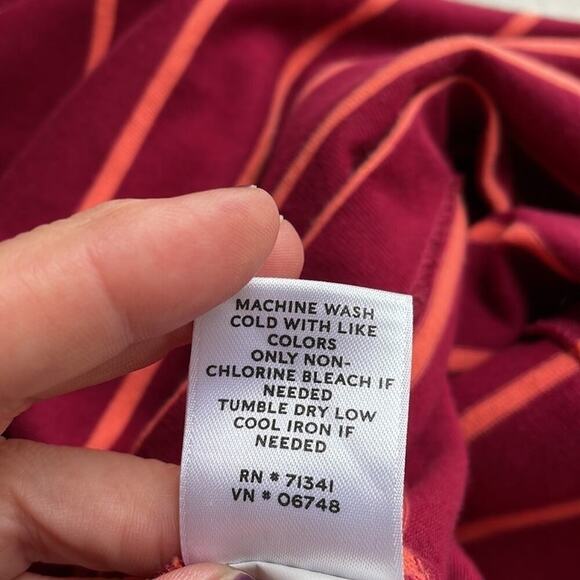 MACHINE WASH
COLD WITH LIKE
COLORS
ONLY NON-
CHLORINE BLEACH IF
NEEDED
TUMBLE DRY LOW
COOL IRON IF
NEEDED
RN * 71341
VN * 06748